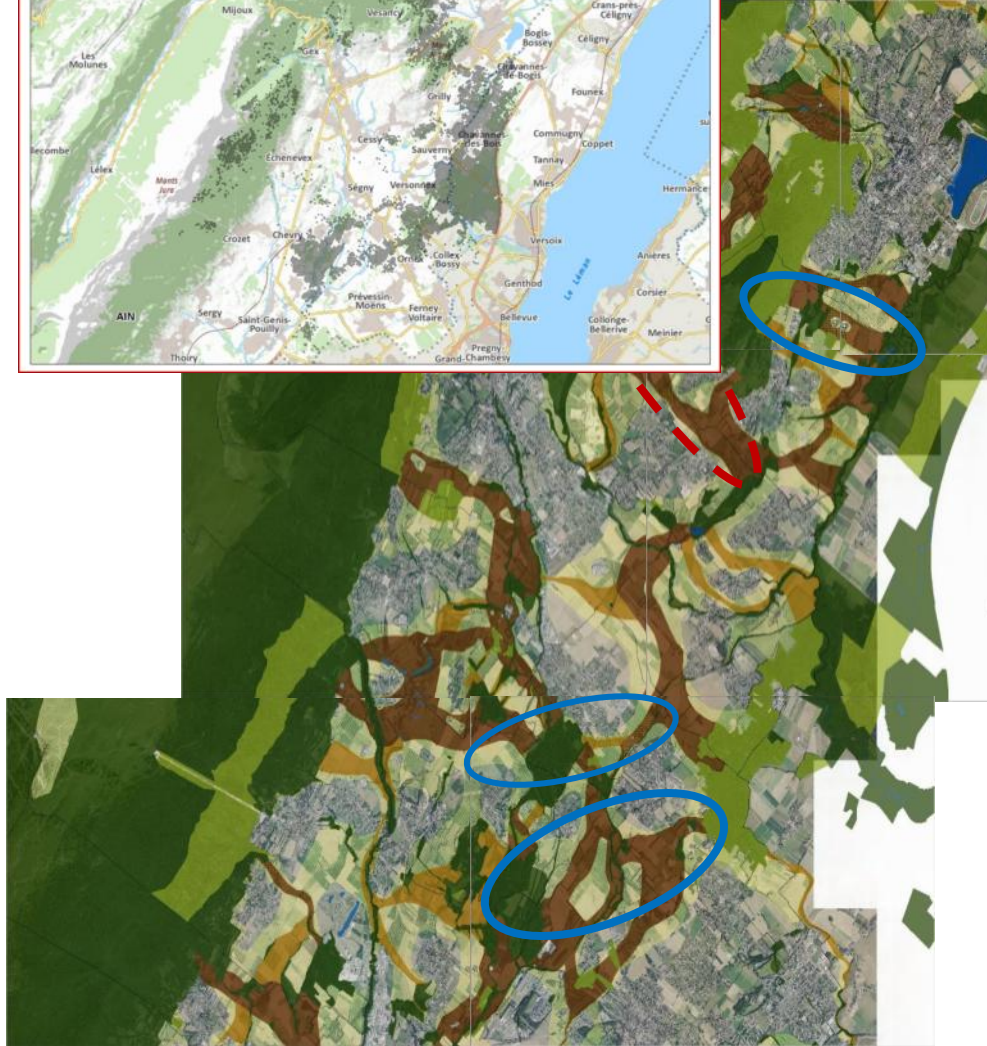 Mijoux
Vesancy
Crans-près-
Céligny
Les
Molunes
Gex
Bogis-
Bossey
Céligny
Chavannes-
de-Bogis
Grilly
Founex
Cessy
Sauverny
Chavannes-
des-Bois
Commugny
Coppet
lecombe
Lélex
Échenevex
Tannay
Monts
Jura
Ségny
Versonnex
Mies
Hermance
Crozet
Chevry
Ornex
Collex-
Bossy
Versoix
Anières
Le Léman
Genthod
Corsier
AIN
Sergy
Saint-Genis-
Pouilly
Prévessin-
Moëns
Ferney-
Voltaire
Bellevue
Collonge-
Bellerive
Meinier
Thoiry
Pregny
Grand-Chambésy